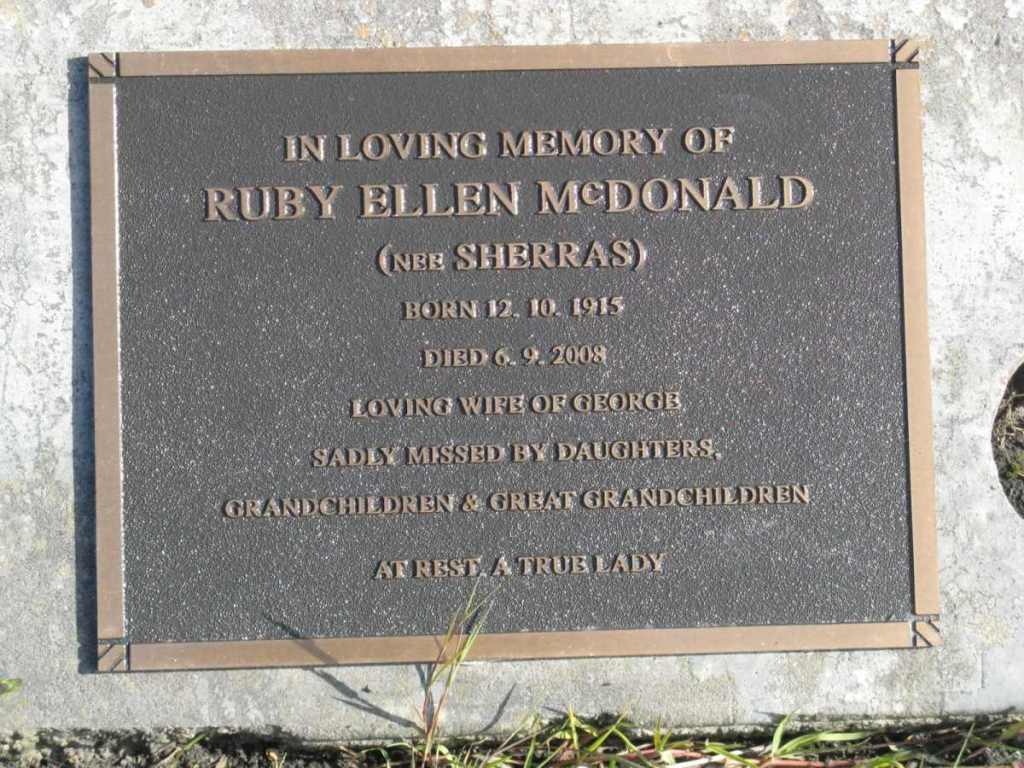 IN LOVING MEMORY OF
RUBY ELLEN McDONALD
(NEE SHERRAS)
BORN 12. 10. 1915
DIED 6. 9. 2008
LOVING WIFE OF GEORGE
SADLY MISSED BY DAUGHTERS,
GRANDCHILDREN & GREAT GRANDCHILDREN
AT REST. A TRUE LADY